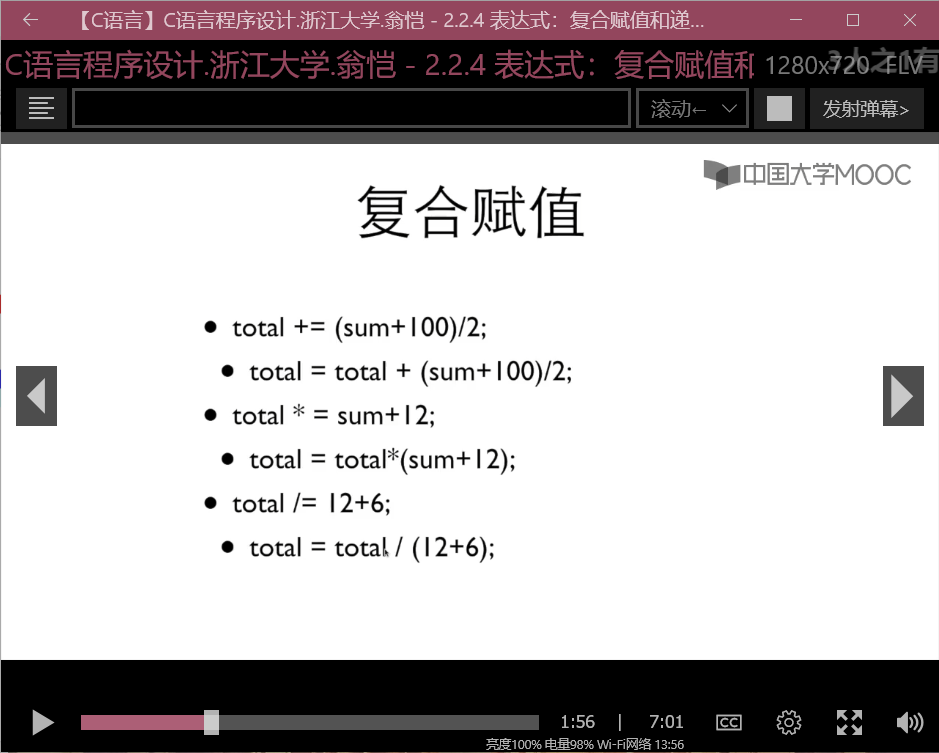 【C语言】C语言程序设计.浙江大学.翁恺 - 2.2.4 表达式：复合赋值和递...
C语言程序设计.浙江大学.翁恺 - 2.2.4 表达式：复合赋值和
1280x720 FLV
滚动←
发射弹幕>
中国大学MOOC
复合赋值
• total += (sum+100)/2;
• total = total + (sum+100)/2;
• total * = sum+12;
• total = total*(sum+12);
• total /= 12+6;
• total = total / (12+6);
1:56 | 7:01 CC
亮度100% 电量98% Wi-Fi网络 13:56